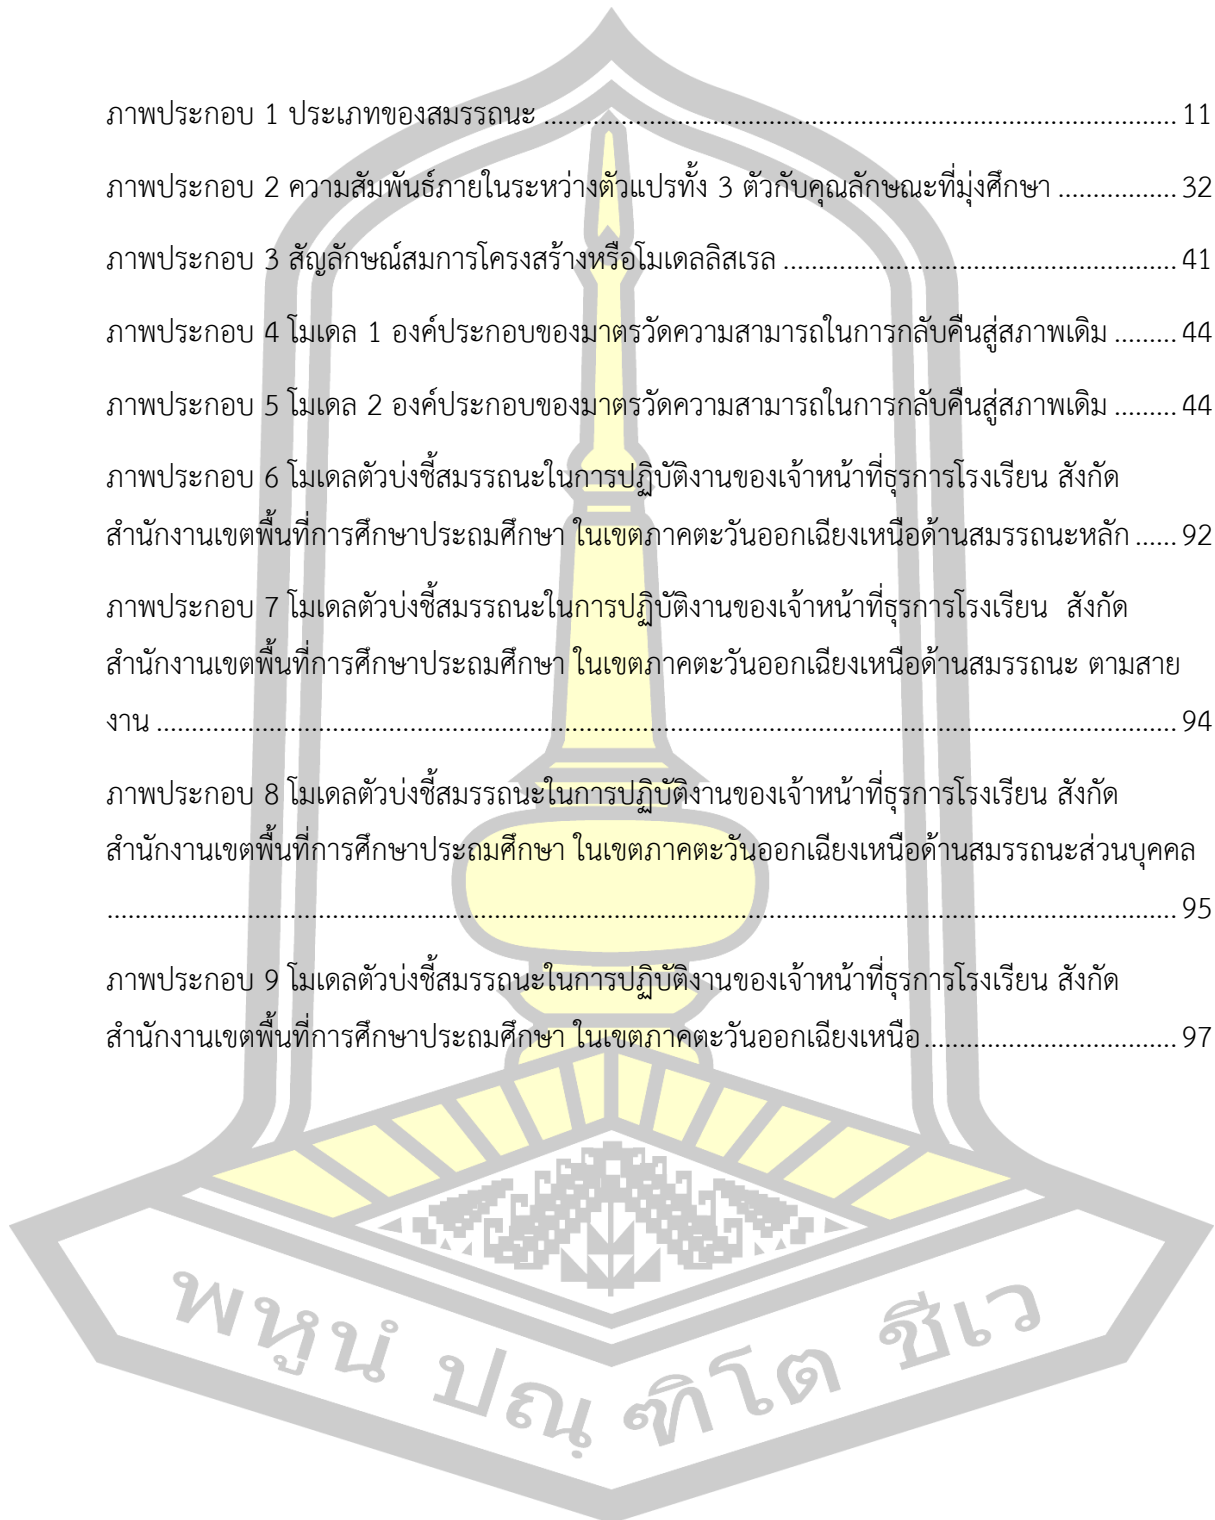 ภาพประกอบ 1 ประเภทของสมรรถนะ .......................................................................................... 11
ภาพประกอบ 2 ความสัมพันธ์ภายในระหว่างตัวแปรทั้ง 3 ตัวกับคุณลักษณะที่มุ่งศึกษา ................. 32
ภาพประกอบ 3 สัญลักษณ์สมการโครงสร้างหรือโมเดลลิสเรล ........................................................ 41
ภาพประกอบ 4 โมเดล 1 องค์ประกอบของมาตรวัดความสามารถในการกลับคืนสู่สภาพเดิม ......... 44
ภาพประกอบ 5 โมเดล 2 องค์ประกอบของมาตรวัดความสามารถในการกลับคืนสู่สภาพเดิม ......... 44
ภาพประกอบ 6 โมเดลตัวบ่งชี้สมรรถนะในการปฏิบัติงานของเจ้าหน้าที่ธุรการโรงเรียน สังกัด
สำนักงานเขตพื้นที่การศึกษาประถมศึกษา ในเขตภาคตะวันออกเฉียงเหนือด้านสมรรถนะหลัก ...... 92
ภาพประกอบ 7 โมเดลตัวบ่งชี้สมรรถนะในการปฏิบัติงานของเจ้าหน้าที่ธุรการโรงเรียน สังกัด
สำนักงานเขตพื้นที่การศึกษาประถมศึกษา ในเขตภาคตะวันออกเฉียงเหนือด้านสมรรถนะ ตามสาย
งาน ................................................................................................................................................. 94
ภาพประกอบ 8 โมเดลตัวบ่งชี้สมรรถนะในการปฏิบัติงานของเจ้าหน้าที่ธุรการโรงเรียน สังกัด
สำนักงานเขตพื้นที่การศึกษาประถมศึกษา ในเขตภาคตะวันออกเฉียงเหนือด้านสมรรถนะส่วนบุคคล
........................................................................................................................................................ 95
ภาพประกอบ 9 โมเดลตัวบ่งชี้สมรรถนะในการปฏิบัติงานของเจ้าหน้าที่ธุรการโรงเรียน สังกัด
สำนักงานเขตพื้นที่การศึกษาประถมศึกษา ในเขตภาคตะวันออกเฉียงเหนือ .................................... 97
พหูนํ ปณฺฑิโต ชีเว